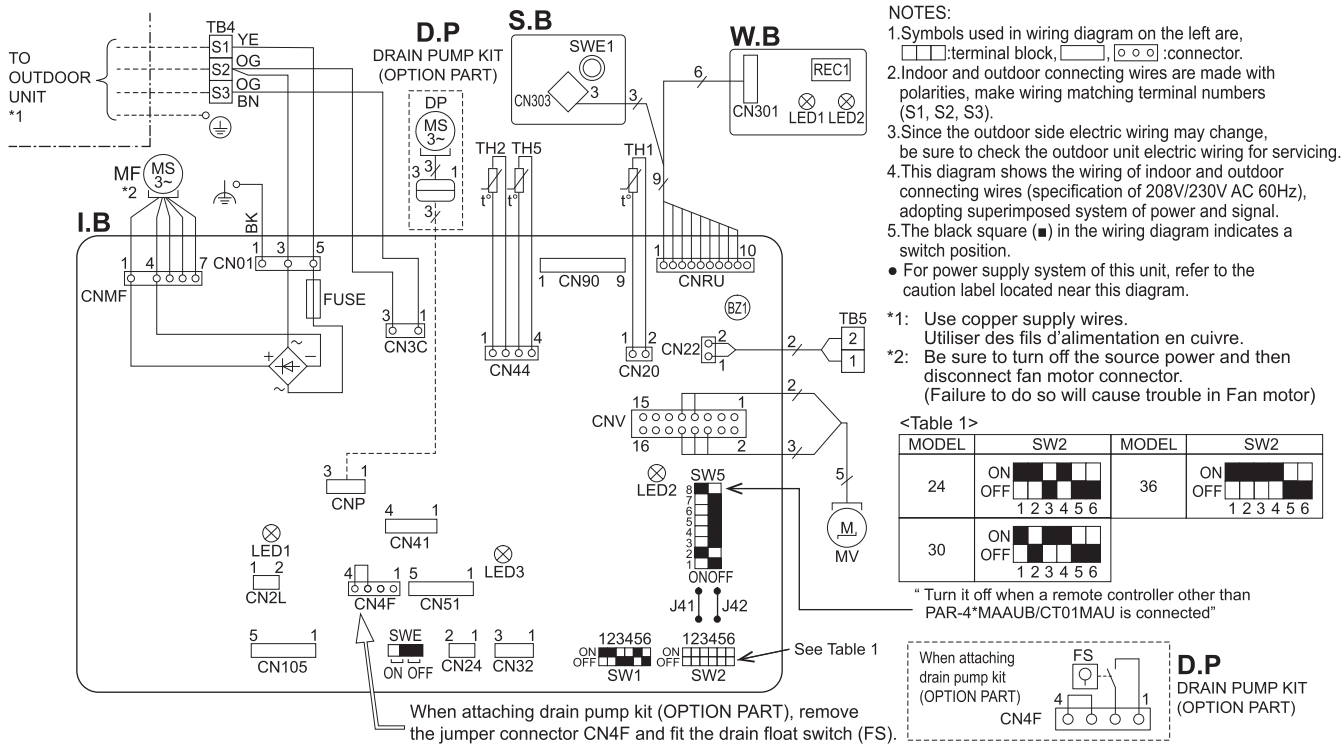 TO
OUTDOOR
UNIT
*1
TB4
S1
S2
S3
YE
OG
OG
BN
D.P
DRAIN PUMP KIT
(OPTION PART)
DP
MS
3~
3
3 1
3
S.B
SWE1
CN303
3
3
W.B
6
REC1
CN301
LED1 LED2
MF
*2
MS
3~
BK
TH2 TH5
t° t°
TH1
t°
9
I.B
1 4 7
CNMF
1 3 5
CN01
FUSE
+ ~ −
~
3 1
CN3C
1 4
CN44
1 9
CN90
1 10
CNRU
BZ1
1 2
CN20
CN22
2
1
2
TB5
2
1
15 1
CNV
16 2
2
3
5
M
MV
3 1
CNP
4 1
CN41
LED1
1 2
CN2L
4 1
CN4F
5 1
CN51
LED3
LED2
SW5
8
7
6
5
4
3
2
1
ONOFF
J41 J42
5 1
CN105
SWE
ON OFF
2 1
CN24
3 1
CN32
123456
ON
OFF
SW1
123456
ON
OFF
SW2
See Table 1
When attaching drain pump kit (OPTION PART), remove
the jumper connector CN4F and fit the drain float switch (FS).
NOTES:
1.Symbols used in wiring diagram on the left are,
:terminal block, , :connector.
2.Indoor and outdoor connecting wires are made with
polarities, make wiring matching terminal numbers
(S1, S2, S3).
3.Since the outdoor side electric wiring may change,
be sure to check the outdoor unit electric wiring for servicing.
4.This diagram shows the wiring of indoor and outdoor
connecting wires (specification of 208V/230V AC 60Hz),
adopting superimposed system of power and signal.
5.The black square (■) in the wiring diagram indicates a
switch position.
● For power supply system of this unit, refer to the
caution label located near this diagram.
*1: Use copper supply wires.
Utiliser des fils d'alimentation en cuivre.
*2: Be sure to turn off the source power and then
disconnect fan motor connector.
(Failure to do so will cause trouble in Fan motor)
<Table 1>
MODEL SW2 MODEL SW2
24
ON
OFF
1 2 3 4 5 6
36
ON
OFF
1 2 3 4 5 6
30
ON
OFF
1 2 3 4 5 6
“ Turn it off when a remote controller other than
PAR-4*MAAUB/CT01MAU is connected”
When attaching
drain pump kit
(OPTION PART)
FS
4 1
CN4F
D.P
DRAIN PUMP KIT
(OPTION PART)